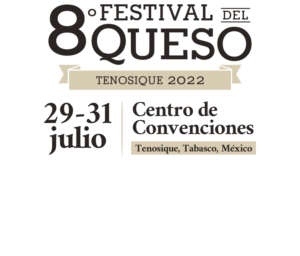 8° FESTIVAL DEL
QUESO
TENOSIQUE 2022
29-31
julio
Centro de
Convenciones
Tenosique, Tabasco, México